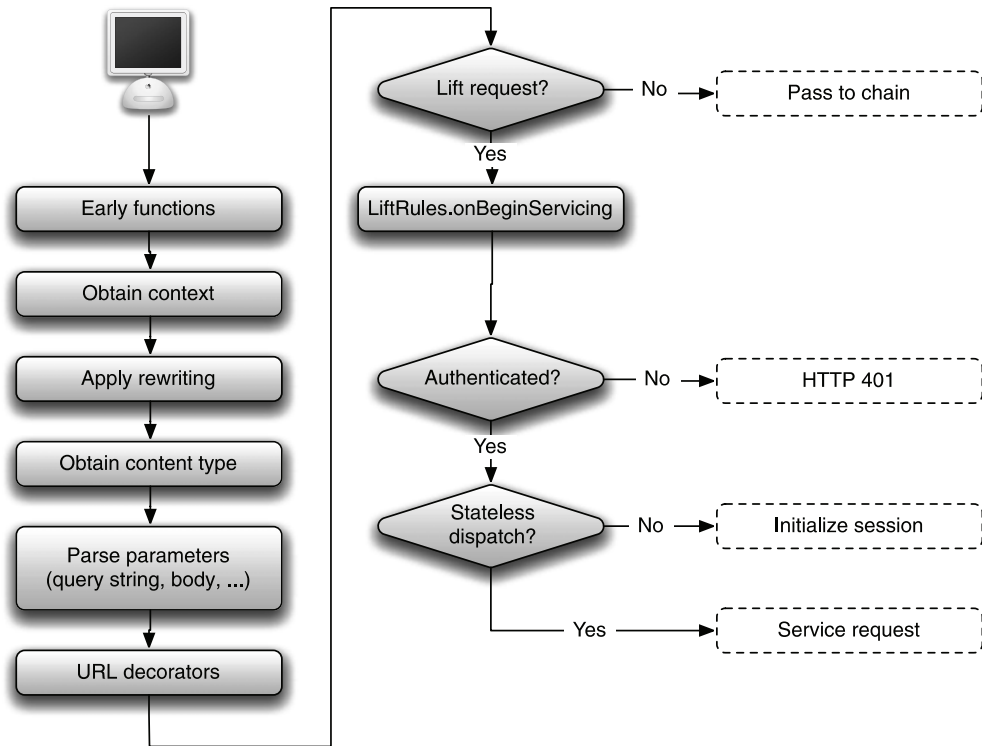 Early functions
Obtain context
Apply rewriting
Obtain content type
Parse parameters
(query string, body, ...)
URL decorators
Lift request?
No
Pass to chain
Yes
LiftRules.onBeginServicing
Authenticated?
No
HTTP 401
Yes
Stateless
dispatch?
No
Initialize session
Yes
Service request